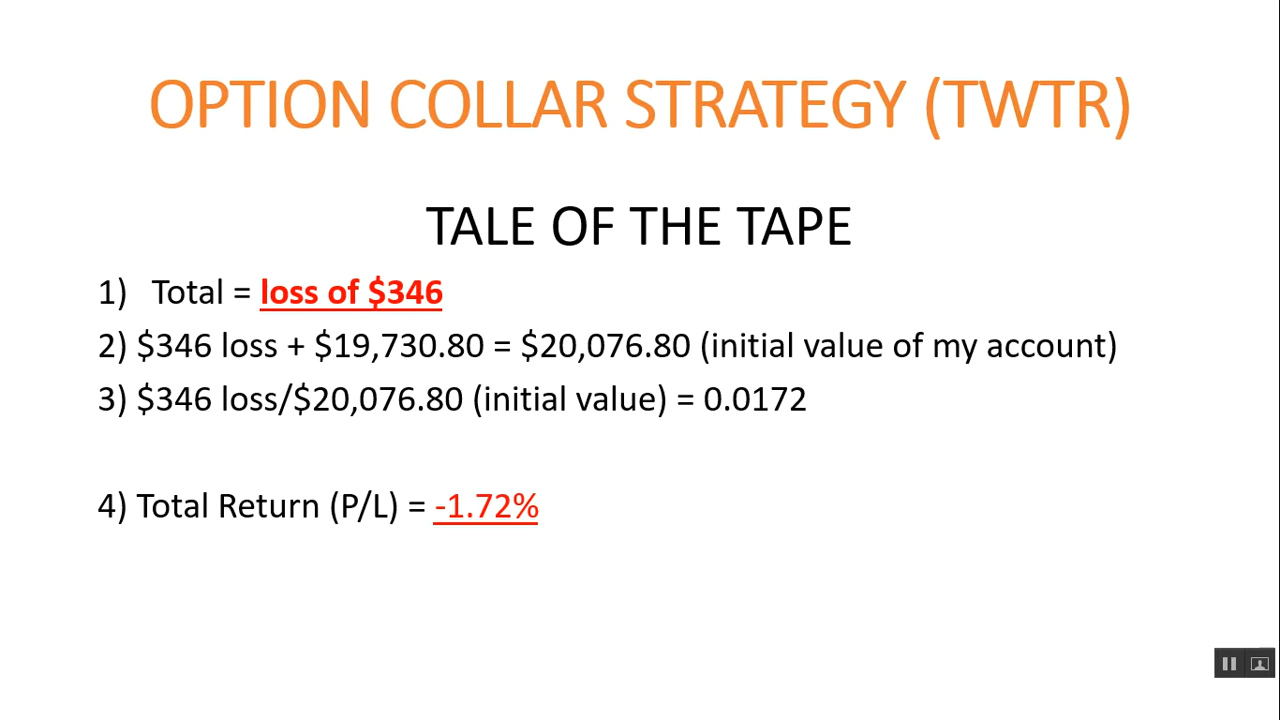 OPTION COLLAR STRATEGY (TWTR)
TALE OF THE TAPE
1) Total = loss of $346
2) $346 loss + $19,730.80 = $20,076.80 (initial value of my account)
3) $346 loss/$20,076.80 (initial value) = 0.0172
4) Total Return (P/L) = -1.72%